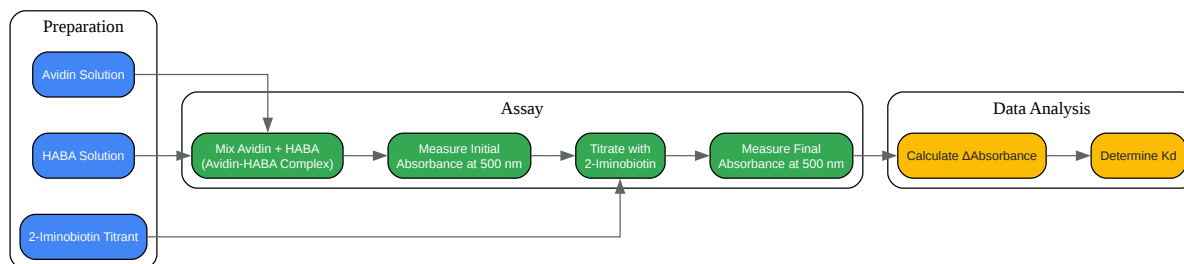 Preparation
Avidin Solution
HABA Solution
2-Iminobiotin Titrant
Assay
Mix Avidin + HABA
(Avidin-HABA Complex)
Measure Initial
Absorbance at 500 nm
Titrate with
2-Iminobiotin
Measure Final
Absorbance at 500 nm
Data Analysis
Calculate ΔAbsorbance
Determine Kd